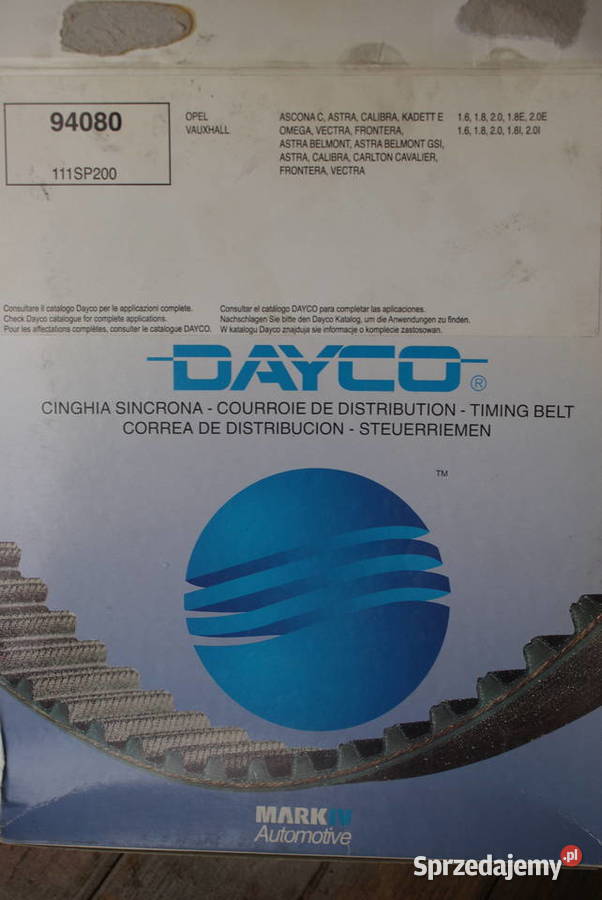 94080
111SP200
OPEL ASCONA C, ASTRA, CALIBRA, KADETT E 1.6, 1.8, 2.0, 1.8E, 2.0E
VAUXHALL OMEGA, VECTRA, FRONTERA, 1.6, 1.8, 2.0, 1.6I, 2.0I
ASTRA BELMONT, ASTRA BELMONT GSI,
ASTRA, CALIBRA, CARLTON CAVALIER,
FRONTERA, VECTRA
Consultare il catalogo Dayco per le applicazioni complete.
Check Dayco catalogue for complete applications.
Pour les affectations complètes, consulter le catalogue DAYCO.
Consultar el catálogo DAYCO para completar las aplicaciones.
Nachschlagen Sie bitte den Dayco Katalog, um die Anwendungen zu finden.
W katalogu Dayco znajduja sie informacje o komplecie zastosowan.
DAYCO®
CINGHIA SINCRONA - COURROIE DE DISTRIBUTION - TIMING BELT
CORREA DE DISTRIBUCION - STEUERRIEMEN
TM
MARK IV
Automotive
Sprzedajemy.pl